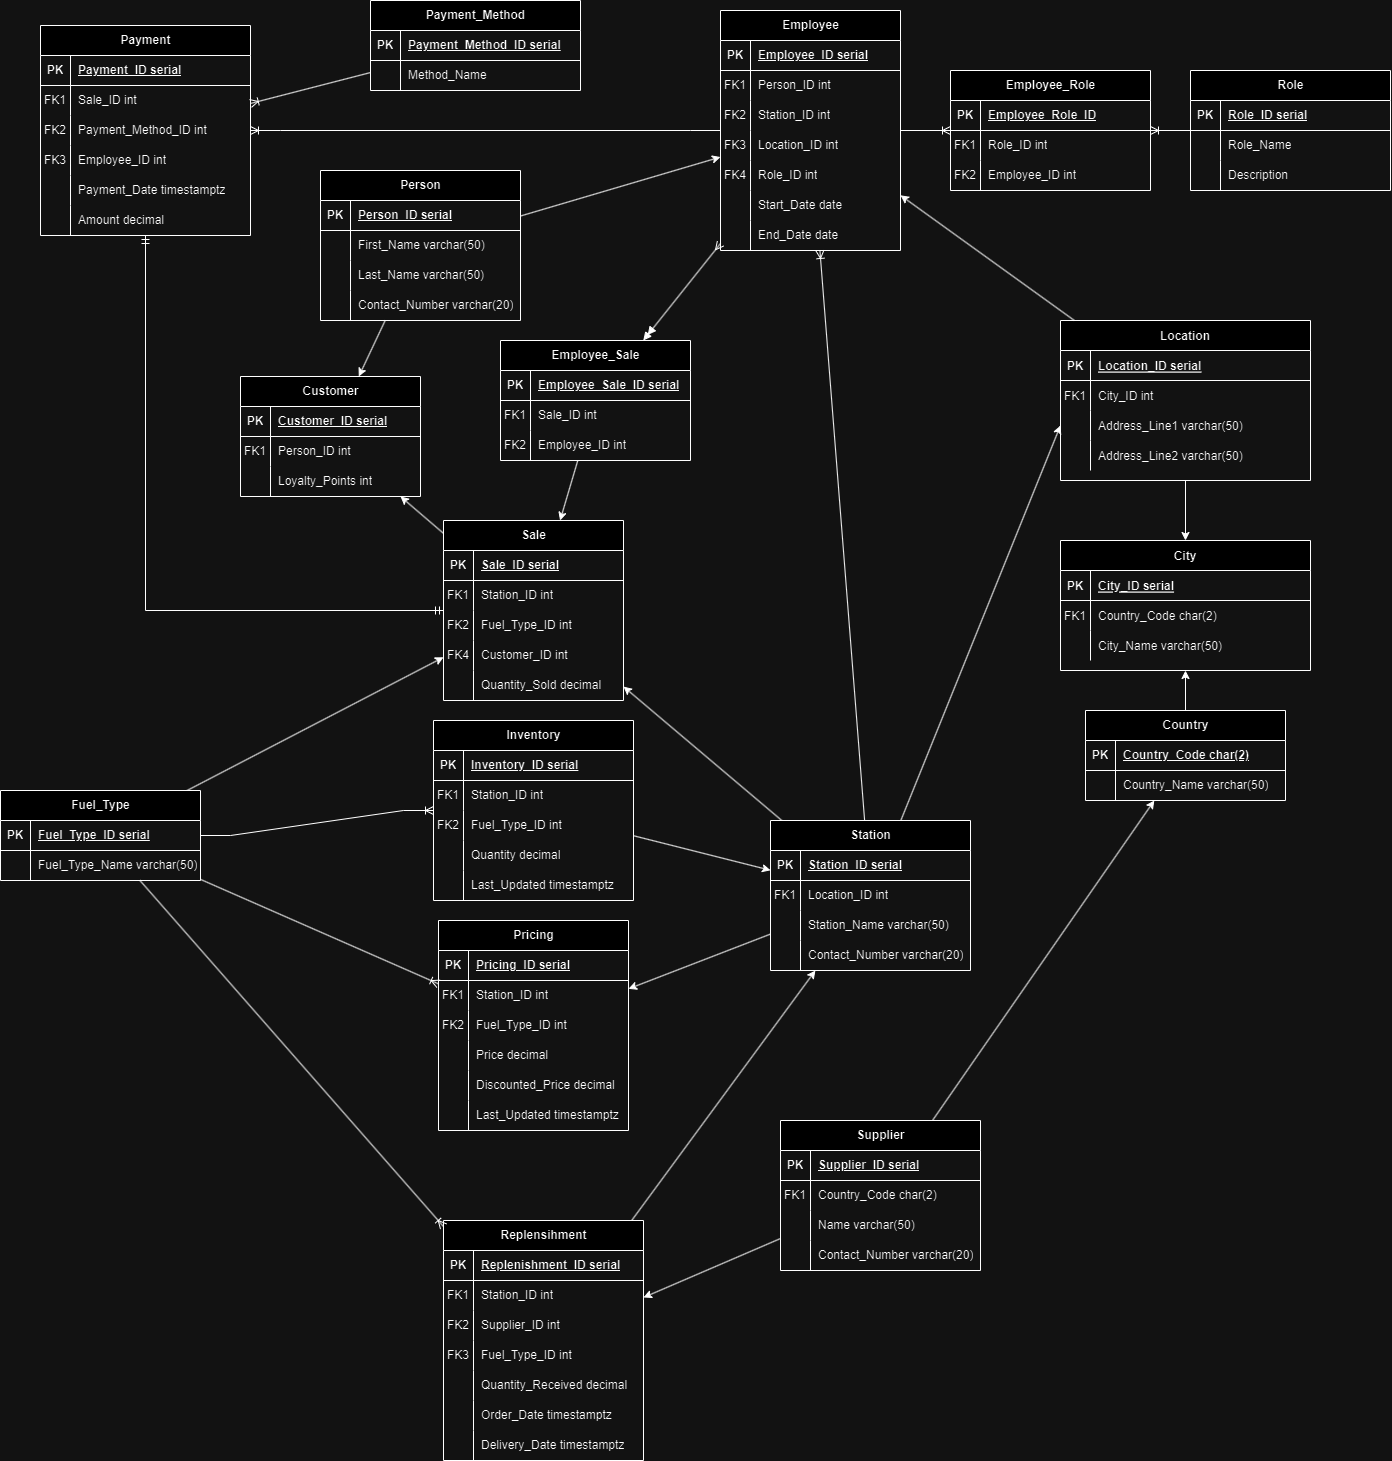 Payment
PK Payment_ID serial
FK1 Sale_ID int
FK2 Payment_Method_ID int
FK3 Employee_ID int
Payment_Date timestamptz
Amount decimal
Payment_Method
PK Payment_Method_ID serial
Method_Name
Employee
PK Employee_ID serial
FK1 Person_ID int
FK2 Station_ID int
FK3 Location_ID int
FK4 Role_ID int
Start_Date date
End_Date date
Employee_Role
PK Employee_Role_ID
FK1 Role_ID int
FK2 Employee_ID int
Role
PK Role_ID serial
Role_Name
Description
Person
PK Person_ID serial
First_Name varchar(50)
Last_Name varchar(50)
Contact_Number varchar(20)
Customer
PK Customer_ID serial
FK1 Person_ID int
Loyalty_Points int
Employee_Sale
PK Employee_Sale_ID serial
FK1 Sale_ID int
FK2 Employee_ID int
Location
PK Location_ID serial
FK1 City_ID int
Address_Line1 varchar(50)
Address_Line2 varchar(50)
Sale
PK Sale_ID serial
FK1 Station_ID int
FK2 Fuel_Type_ID int
FK4 Customer_ID int
Quantity_Sold decimal
City
PK City_ID serial
FK1 Country_Code char(2)
City_Name varchar(50)
Country
PK Country_Code char(2)
Country_Name varchar(50)
Inventory
PK Inventory_ID serial
FK1 Station_ID int
FK2 Fuel_Type_ID int
Quantity decimal
Last_Updated timestamptz
Fuel_Type
PK Fuel_Type_ID serial
Fuel_Type_Name varchar(50)
Station
PK Station_ID serial
FK1 Location_ID int
Station_Name varchar(50)
Contact_Number varchar(20)
Pricing
PK Pricing_ID serial
FK1 Station_ID int
FK2 Fuel_Type_ID int
Price decimal
Discounted_Price decimal
Last_Updated timestamptz
Supplier
PK Supplier_ID serial
FK1 Country_Code char(2)
Name varchar(50)
Contact_Number varchar(20)
Replensihment
PK Replenishment_ID serial
FK1 Station_ID int
FK2 Supplier_ID int
FK3 Fuel_Type_ID int
Quantity_Received decimal
Order_Date timestamptz
Delivery_Date timestamptz